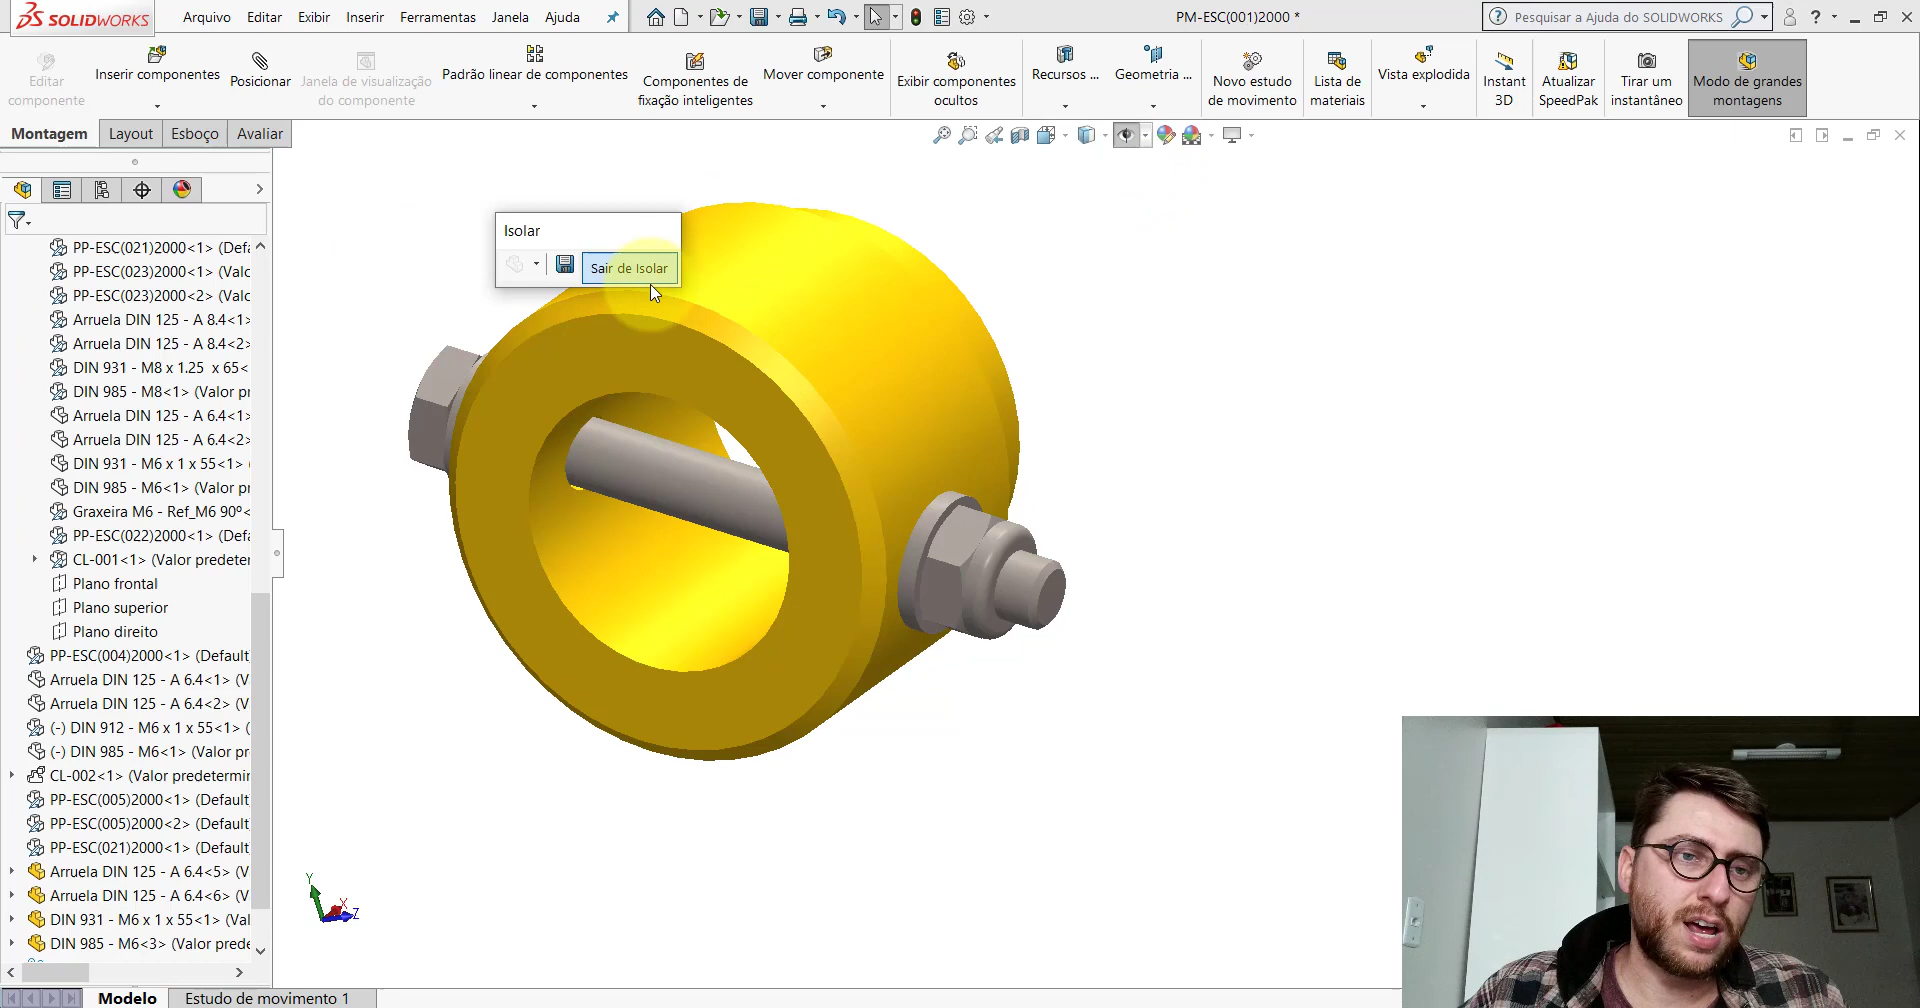 SOLIDWORKS
Arquivo Editar Exibir Inserir Ferramentas Janela Ajuda
PM-ESC(001)2000 *
Pesquisar a Ajuda do SOLIDWORKS
Editar componente
Inserir componentes
Posicionar
Janela de visualização do componente
Padrão linear de componentes
Componentes de fixação inteligentes
Mover componente
Exibir componentes ocultos
Recursos ...
Geometria ...
Novo estudo de movimento
Lista de materiais
Vista explodida
Instant 3D
Atualizar SpeedPak
Tirar um instantâneo
Modo de grandes montagens
Montagem Layout Esboço Avaliar
Isolar
Sair de Isolar
PP-ESC(021)2000<1> (Defa
PP-ESC(023)2000<1> (Valc
PP-ESC(023)2000<2> (Valc
Arruela DIN 125 - A 8.4<1>
Arruela DIN 125 - A 8.4<2>
DIN 931 - M8 x 1.25 x 65<
DIN 985 - M8<1> (Valor pr
Arruela DIN 125 - A 6.4<1>
Arruela DIN 125 - A 6.4<2>
DIN 931 - M6 x 1 x 55<1> (
DIN 985 - M6<1> (Valor pr
Graxeira M6 - Ref_M6 90º<
PP-ESC(022)2000<1> (Defa
CL-001<1> (Valor predeter
Plano frontal
Plano superior
Plano direito
PP-ESC(004)2000<1> (Default
Arruela DIN 125 - A 6.4<1> (V
Arruela DIN 125 - A 6.4<2> (V
(-) DIN 912 - M6 x 1 x 55<1> (
(-) DIN 985 - M6<1> (Valor pr
CL-002<1> (Valor predetermir
PP-ESC(005)2000<1> (Default
PP-ESC(005)2000<2> (Default
PP-ESC(021)2000<1> (Default
Arruela DIN 125 - A 6.4<5> (V
Arruela DIN 125 - A 6.4<6> (V
DIN 931 - M6 x 1 x 55<1> (Val
DIN 985 - M6<3> (Valor prede
Y
X
Z
Modelo Estudo de movimento 1